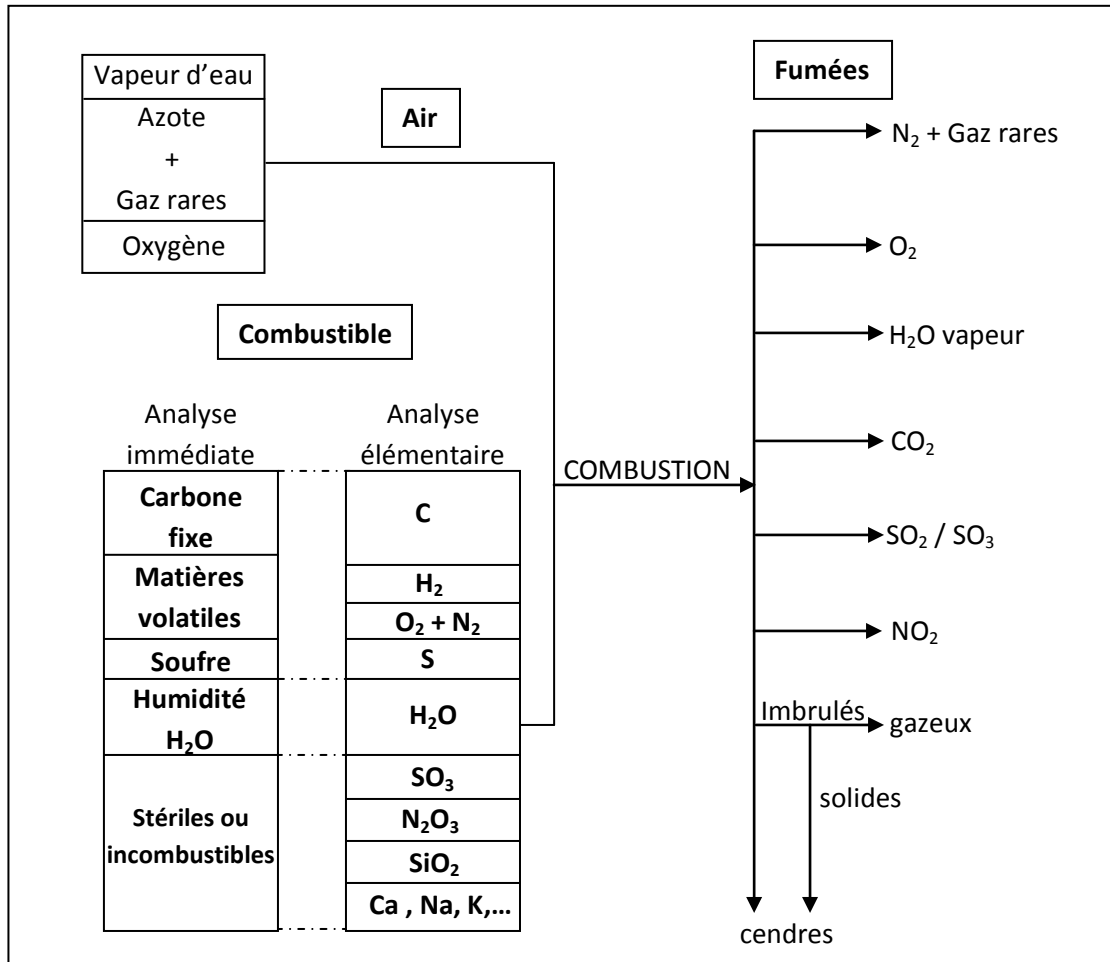 Vapeur d’eau
Azote
+
Gaz rares
Oxygène
Air
Combustible
Analyse
immédiate
Carbone
fixe
Matières
volatiles
Soufre
Humidité
H₂O
Stériles ou
incombustibles
Analyse
élémentaire
C
H₂
O₂ + N₂
S
H₂O
SO₃
N₂O₃
SiO₂
Ca , Na, K,...
COMBUSTION
Fumées
N₂ + Gaz rares
O₂
H₂O vapeur
CO₂
SO₂ / SO₃
NO₂
Imbrulés
gazeux
solides
cendres